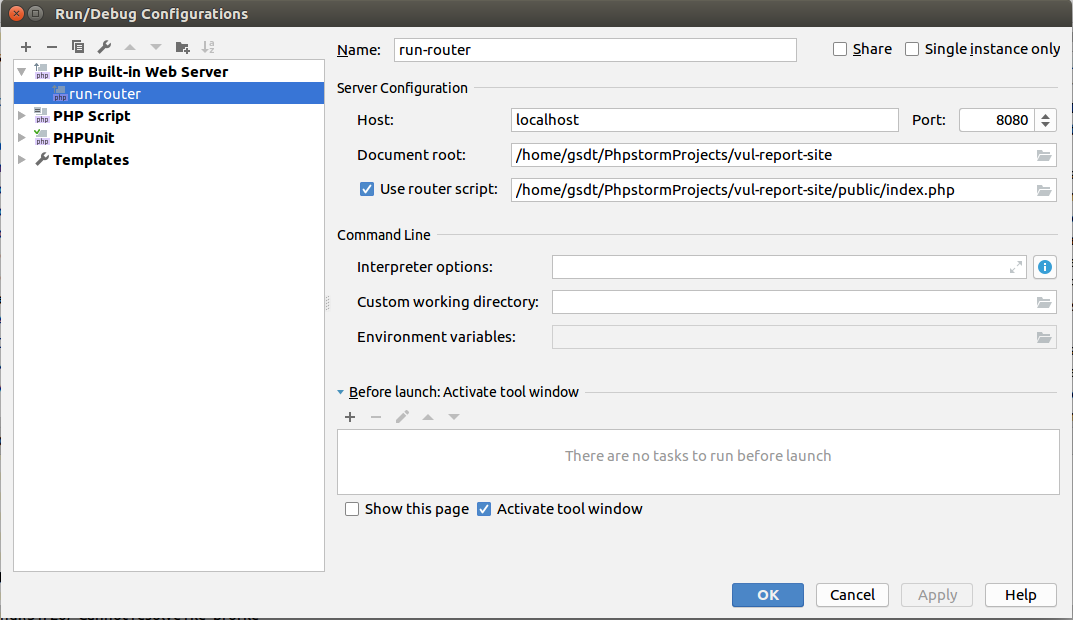 Run/Debug Configurations
Name: run-router Share Single instance only
PHP Built-in Web Server
run-router
PHP Script
PHPUnit
Templates
Server Configuration
Host: localhost Port: 8080
Document root: /home/gsdt/PhpstormProjects/vul-report-site
Use router script: /home/gsdt/PhpstormProjects/vul-report-site/public/index.php
Command Line
Interpreter options:
Custom working directory:
Environment variables:
Before launch: Activate tool window
There are no tasks to run before launch
Show this page Activate tool window
OK Cancel Apply Help